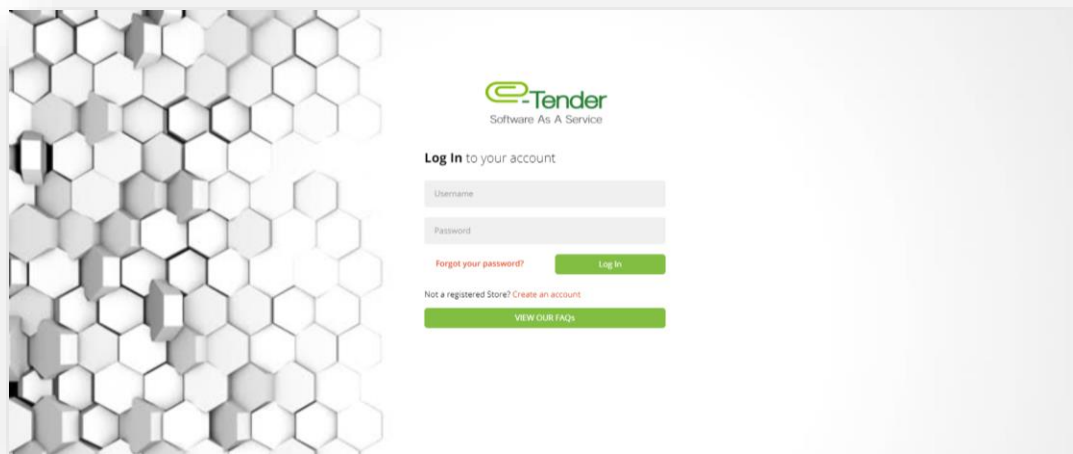 e-Tender
Software As A Service
Log In to your account
Username
Password
Forgot your password? Log In
Not a registered Store? Create an account
VIEW OUR FAQs